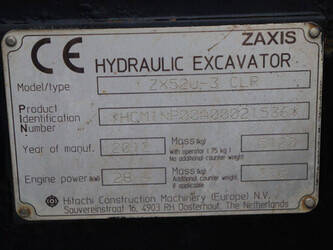 ZAXIS
CE HYDRAULIC EXCAVATOR
Model/type ZX52U-3 CLR
Product Identification Number
Year of manuf. 2012 Mass(kg) with operator (75 kg) No additional counter weight
Engine power(kW) 28. Mass(kg) Additional counter weight if applicable
Hitachi Construction Machinery (Europe) N.V.
Souvereinstraat 16, 4903 RH Oosterhout. The Netherlands